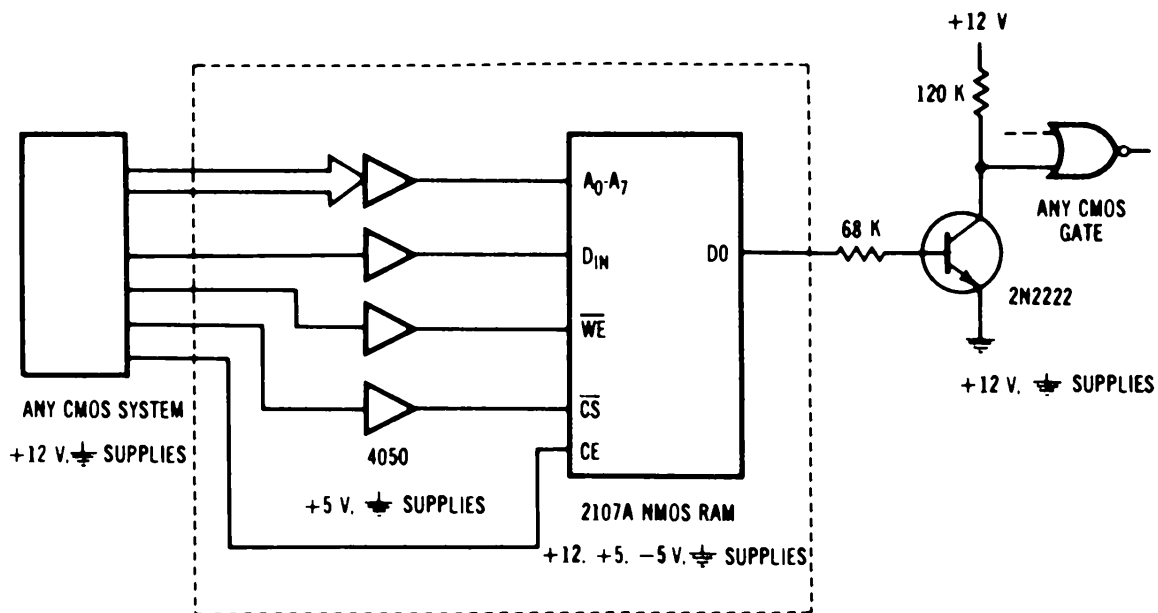 +12 V
120 K
A0-A7
68 K
ANY CMOS
GATE
DIN
D0
2N2222
WE
+12 V, SUPPLIES
ANY CMOS SYSTEM
CS
+12 V, SUPPLIES
4050
CE
+5 V, SUPPLIES
2107A NMOS RAM
+12, +5, −5 V, SUPPLIES